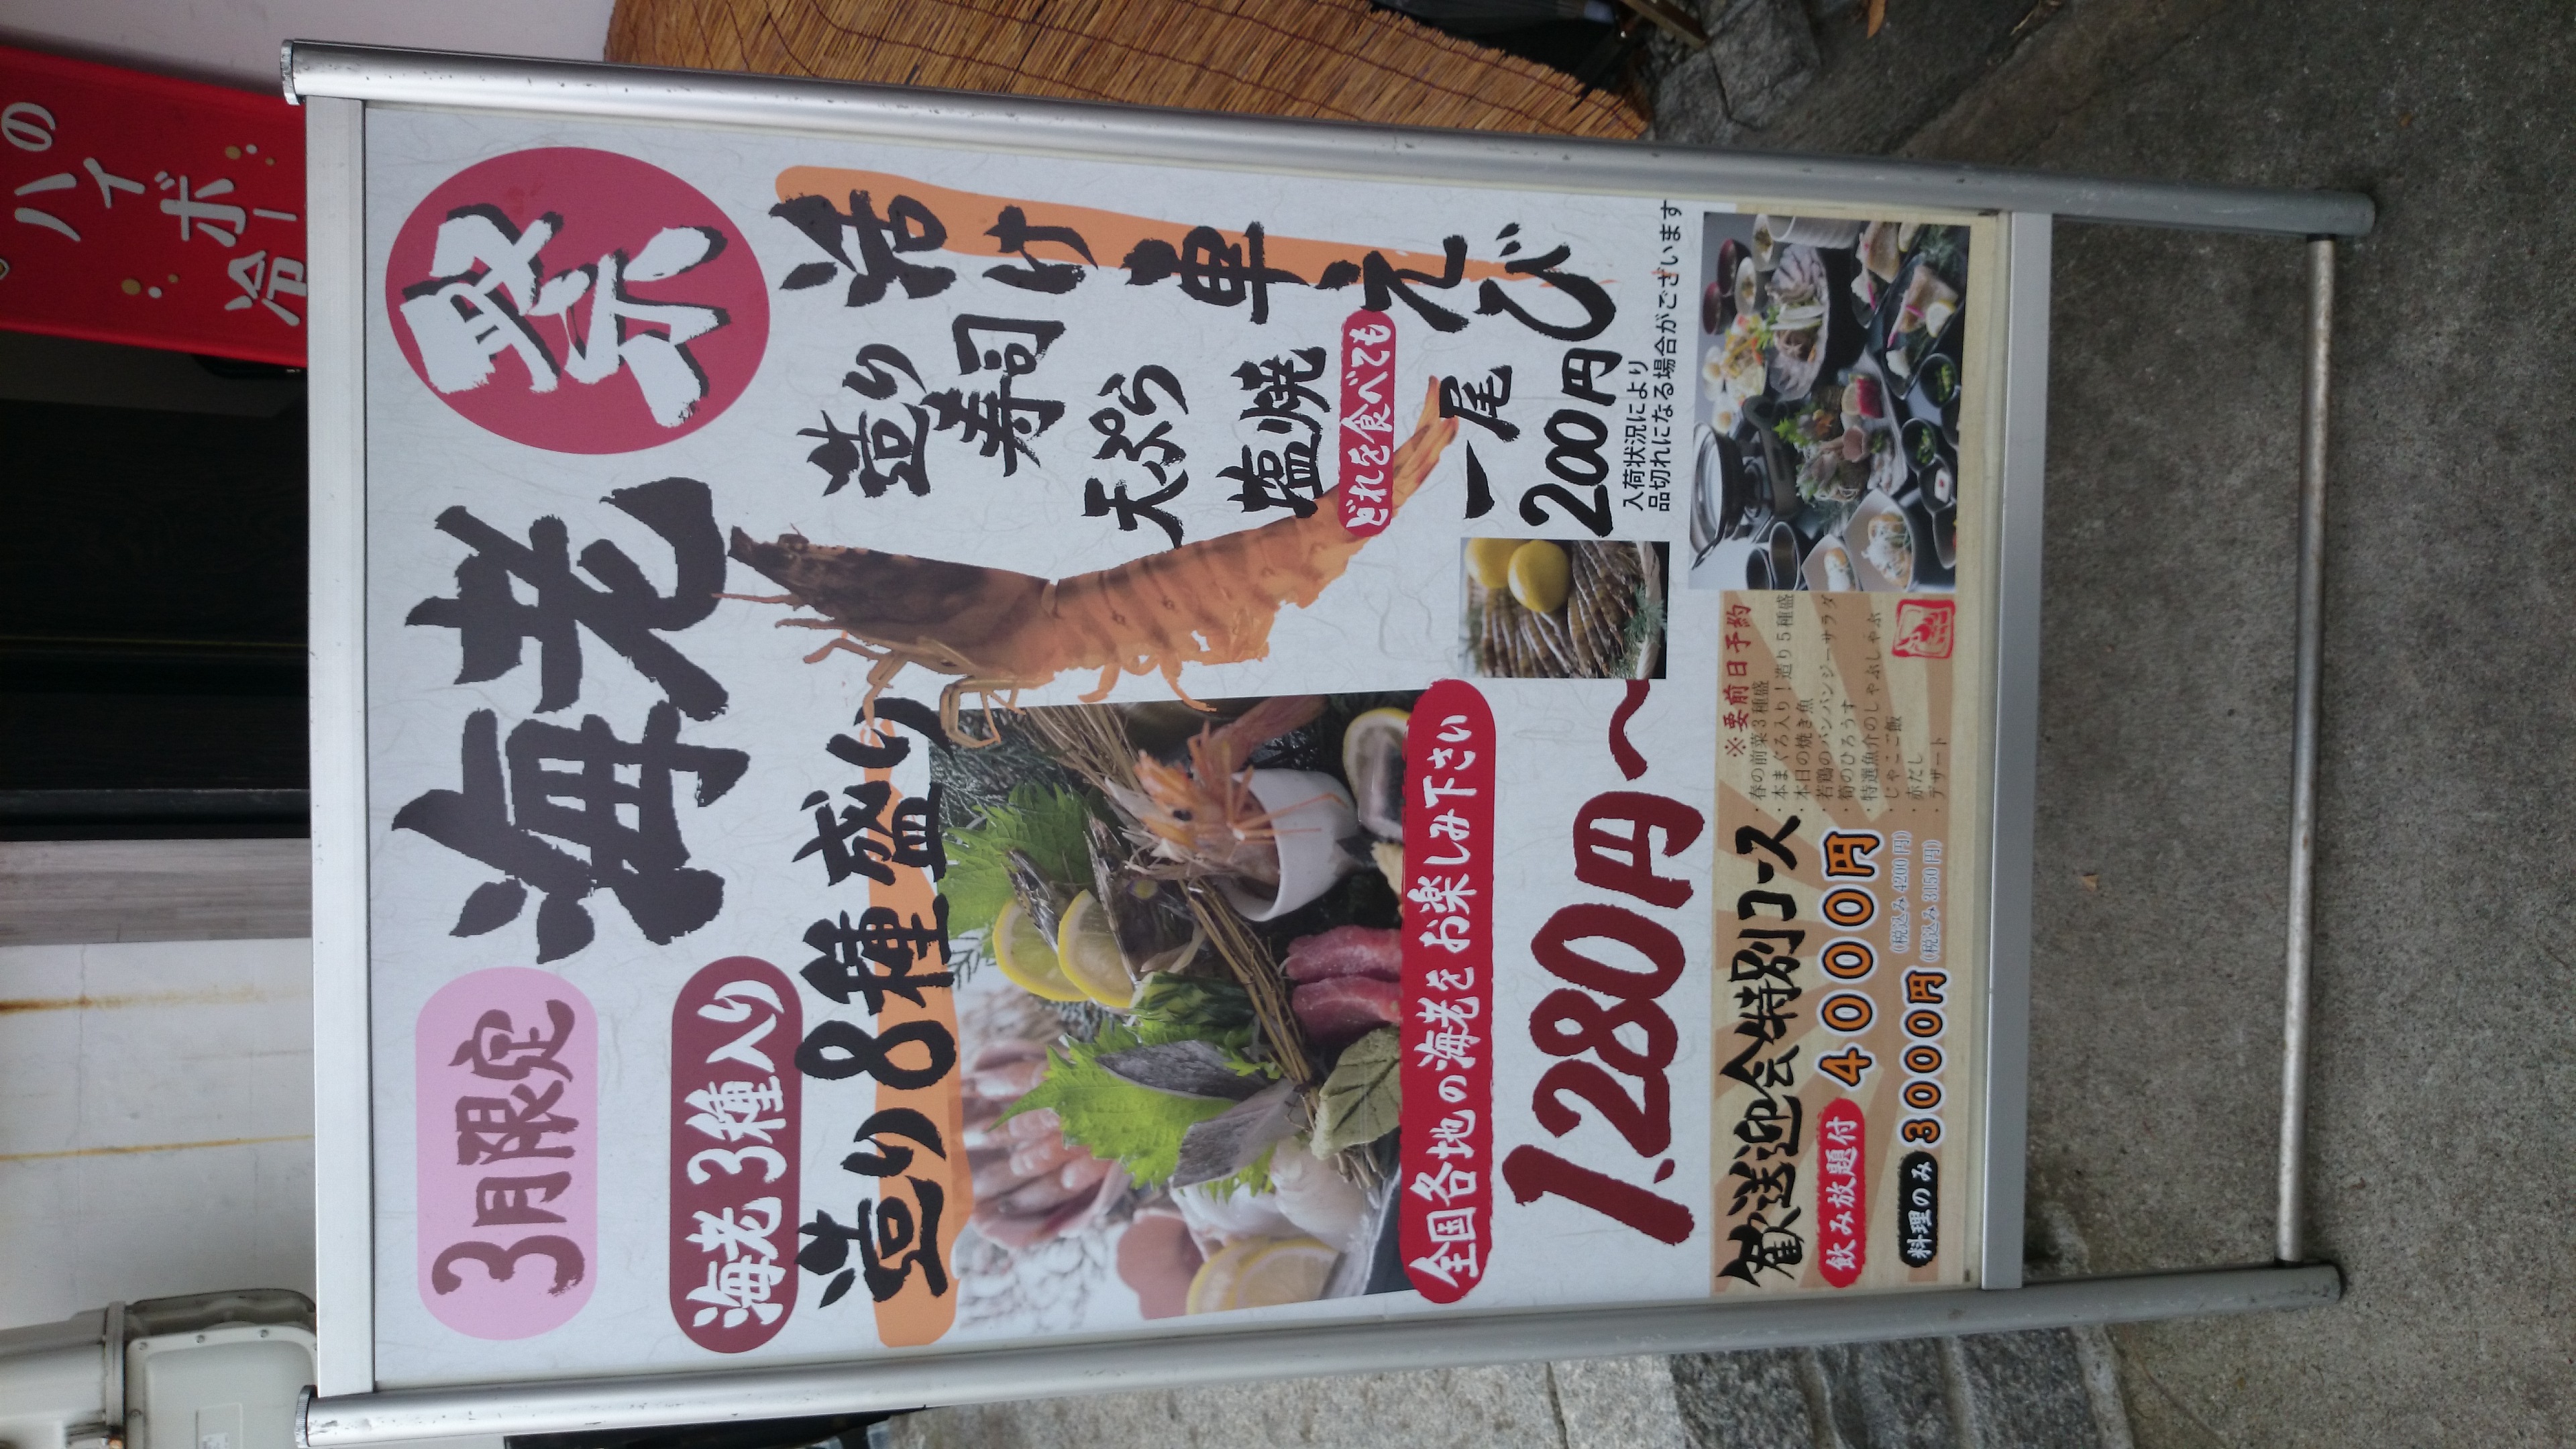 3月限定
海老
祭
海老3種入り
造り8種盛り
全国各地の海老をお楽しみ下さい
1,280円〜
活け車えび
造り
寿司
天ぷら
塩焼
どれを食べても
一尾
200円
入荷状況により
品切れになる場合がございます
歓送迎会特別コース
飲み放題付
4000円
(税込み 4200円)
料理のみ
3000円
(税込み 3150円)
※要前日予約
・春の前菜3種盛
・本まぐろ入り!造り5種盛
・本日の焼き魚
・若鶏のバンバンジーサラダ
・筍のひろうす
・特選魚介のしゃぶしゃぶ
・じゃこご飯
・赤だし
・デザート
のハイボール
冷